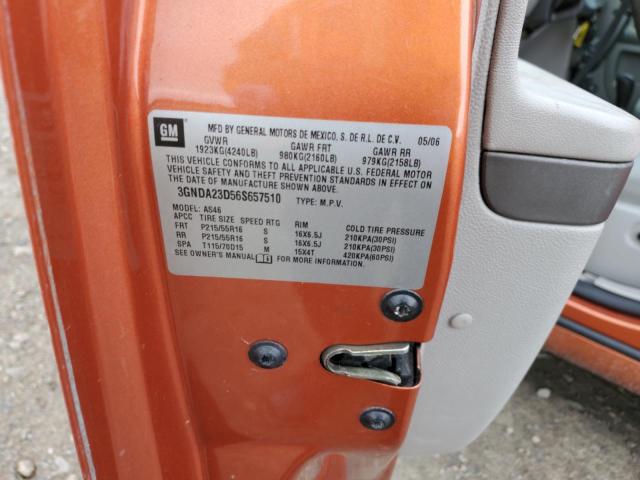 GM
MFD BY GENERAL MOTORS DE MEXICO, S. DE R.L. DE C.V. 05/06
GVWR GAWR FRT GAWR RR
1923KG(4240LB) 980KG(2160LB) 979KG(2158LB)
THIS VEHICLE CONFORMS TO ALL APPLICABLE U.S. FEDERAL MOTOR
VEHICLE SAFETY AND THEFT PREVENTION STANDARDS IN EFFECT ON
THE DATE OF MANUFACTURE SHOWN ABOVE.
3GNDA23D56S657510 TYPE: M.P.V.
MODEL: AS46
APCC TIRE SIZE SPEED RTG RIM COLD TIRE PRESSURE
FRT P215/55R16 S 16X6.5J 210KPA(30PSI)
RR P215/55R16 S 16X6.5J 210KPA(30PSI)
SPA T115/70D15 M 15X4T 420KPA(60PSI)
SEE OWNER'S MANUAL FOR MORE INFORMATION.